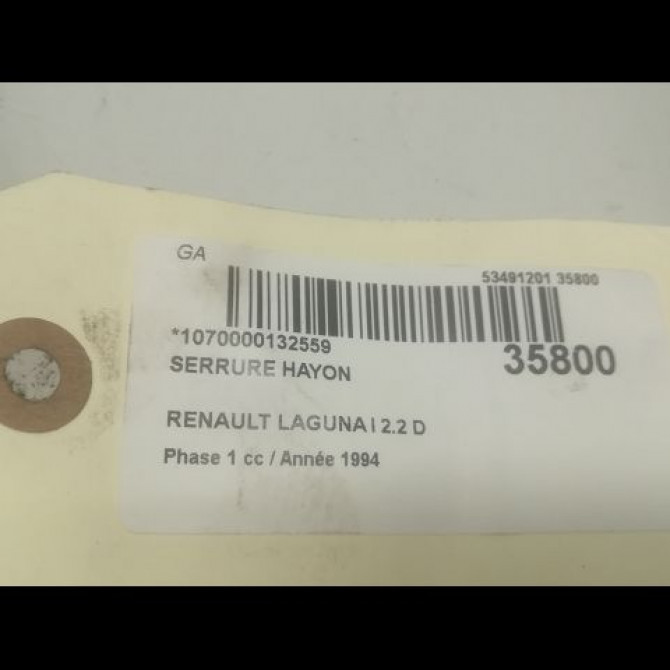 GA
53491201 35800
*1070000132559
35800
SERRURE HAYON
RENAULT LAGUNA I 2.2 D
Phase 1 cc / Année 1994